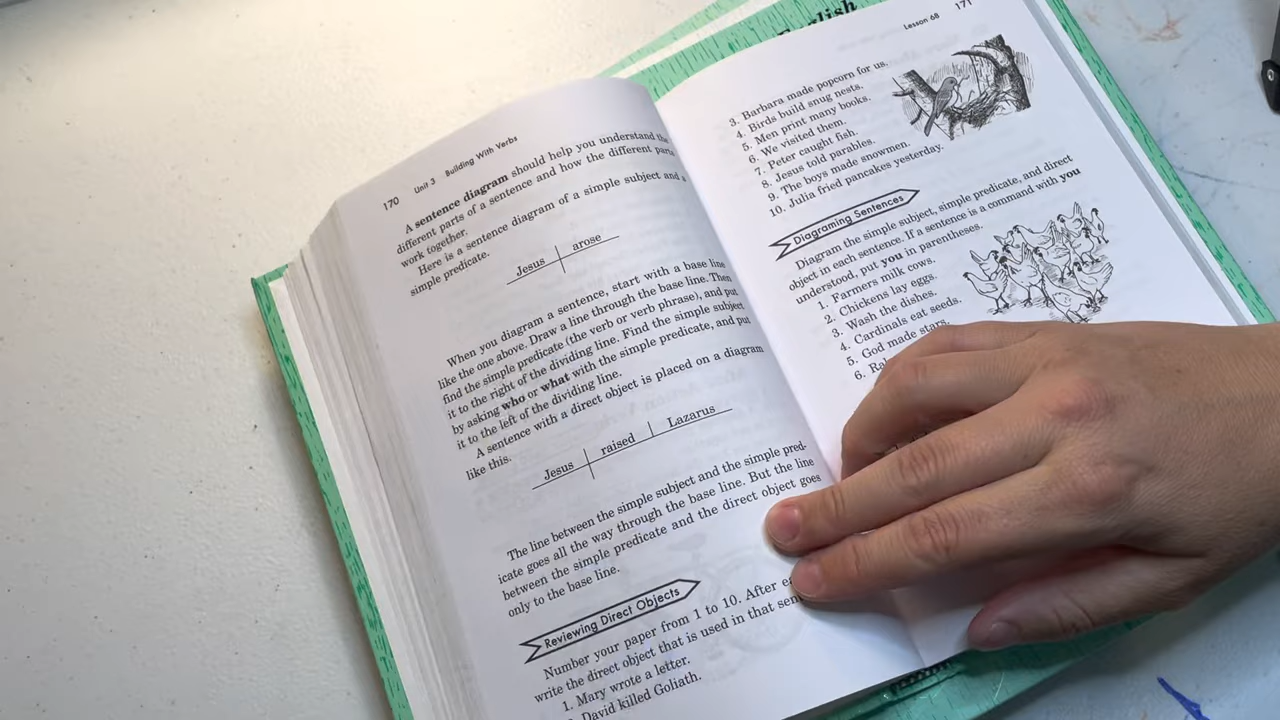 English
170 Unit 3 Building With Verbs
A sentence diagram should help you understand the
different parts of a sentence and how the different parts
work together.
Here is a sentence diagram of a simple subject and a
simple predicate.
Jesus arose
When you diagram a sentence, start with a base line
like the one above. Draw a line through the base line. Then
find the simple predicate (the verb or verb phrase), and put
it to the right of the dividing line. Find the simple subject
by asking who or what with the simple predicate, and put
it to the left of the dividing line.
A sentence with a direct object is placed on a diagram
like this.
Jesus raised Lazarus
The line between the simple subject and the simple pred-
icate goes all the way through the base line. But the line
between the simple predicate and the direct object goes
only to the base line.
Reviewing Direct Objects
Number your paper from 1 to 10. After
write the direct object that is used in that
1. Mary wrote a letter.
David killed Goliath.
Lesson 68 171
3. Barbara made popcorn for us.
4. Birds build snug nests.
5. Men print many books.
6. We visited them.
7. Peter caught fish.
8. Jesus told parables.
9. The boys made snowmen.
10. Julia fried pancakes yesterday.
Diagraming Sentences
Diagram the simple subject, simple predicate, and direct
object in each sentence. If a sentence is a command with you
understood, put you in parentheses.
1. Farmers milk cows.
2. Chickens lay eggs.
3. Wash the dishes.
4. Cardinals eat seeds.
5. God made stars.
6.